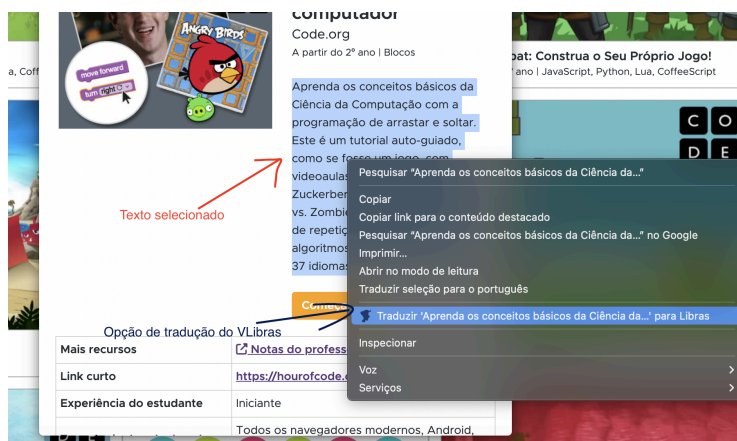 computador
Code.org
A partir do 2º ano | Blocos
ANGRY BIRDS
move forward
turn right
Aprenda os conceitos básicos da
Ciência da Computação com a
programação de arrastar e soltar.
Este é um tutorial auto-guiado,
como se fosse um jogo, com
videoaulas
vs.
de repetiç
algoritmos
37 idiomas
Começa
Texto selecionado
Opção de tradução do VLibras
Pesquisar “Aprenda os conceitos básicos da Ciência da...”
Copiar
Copiar link para o conteúdo destacado
Pesquisar “Aprenda os conceitos básicos da Ciência da...” no Google
Imprimir...
Abrir no modo de leitura
Traduzir seleção para o português
Traduzir 'Aprenda os conceitos básicos da Ciência da...' para Libras
Inspecionar
Voz
Serviços
Mais recursos
Notas do profess
Link curto
https://hourofcode.
Experiência do estudante
Iniciante
Todos os navegadores modernos, Android,
bat: Construa o Seu Próprio Jogo!
ano | JavaScript, Python, Lua, CoffeeScript
C O
D E
a, Coff